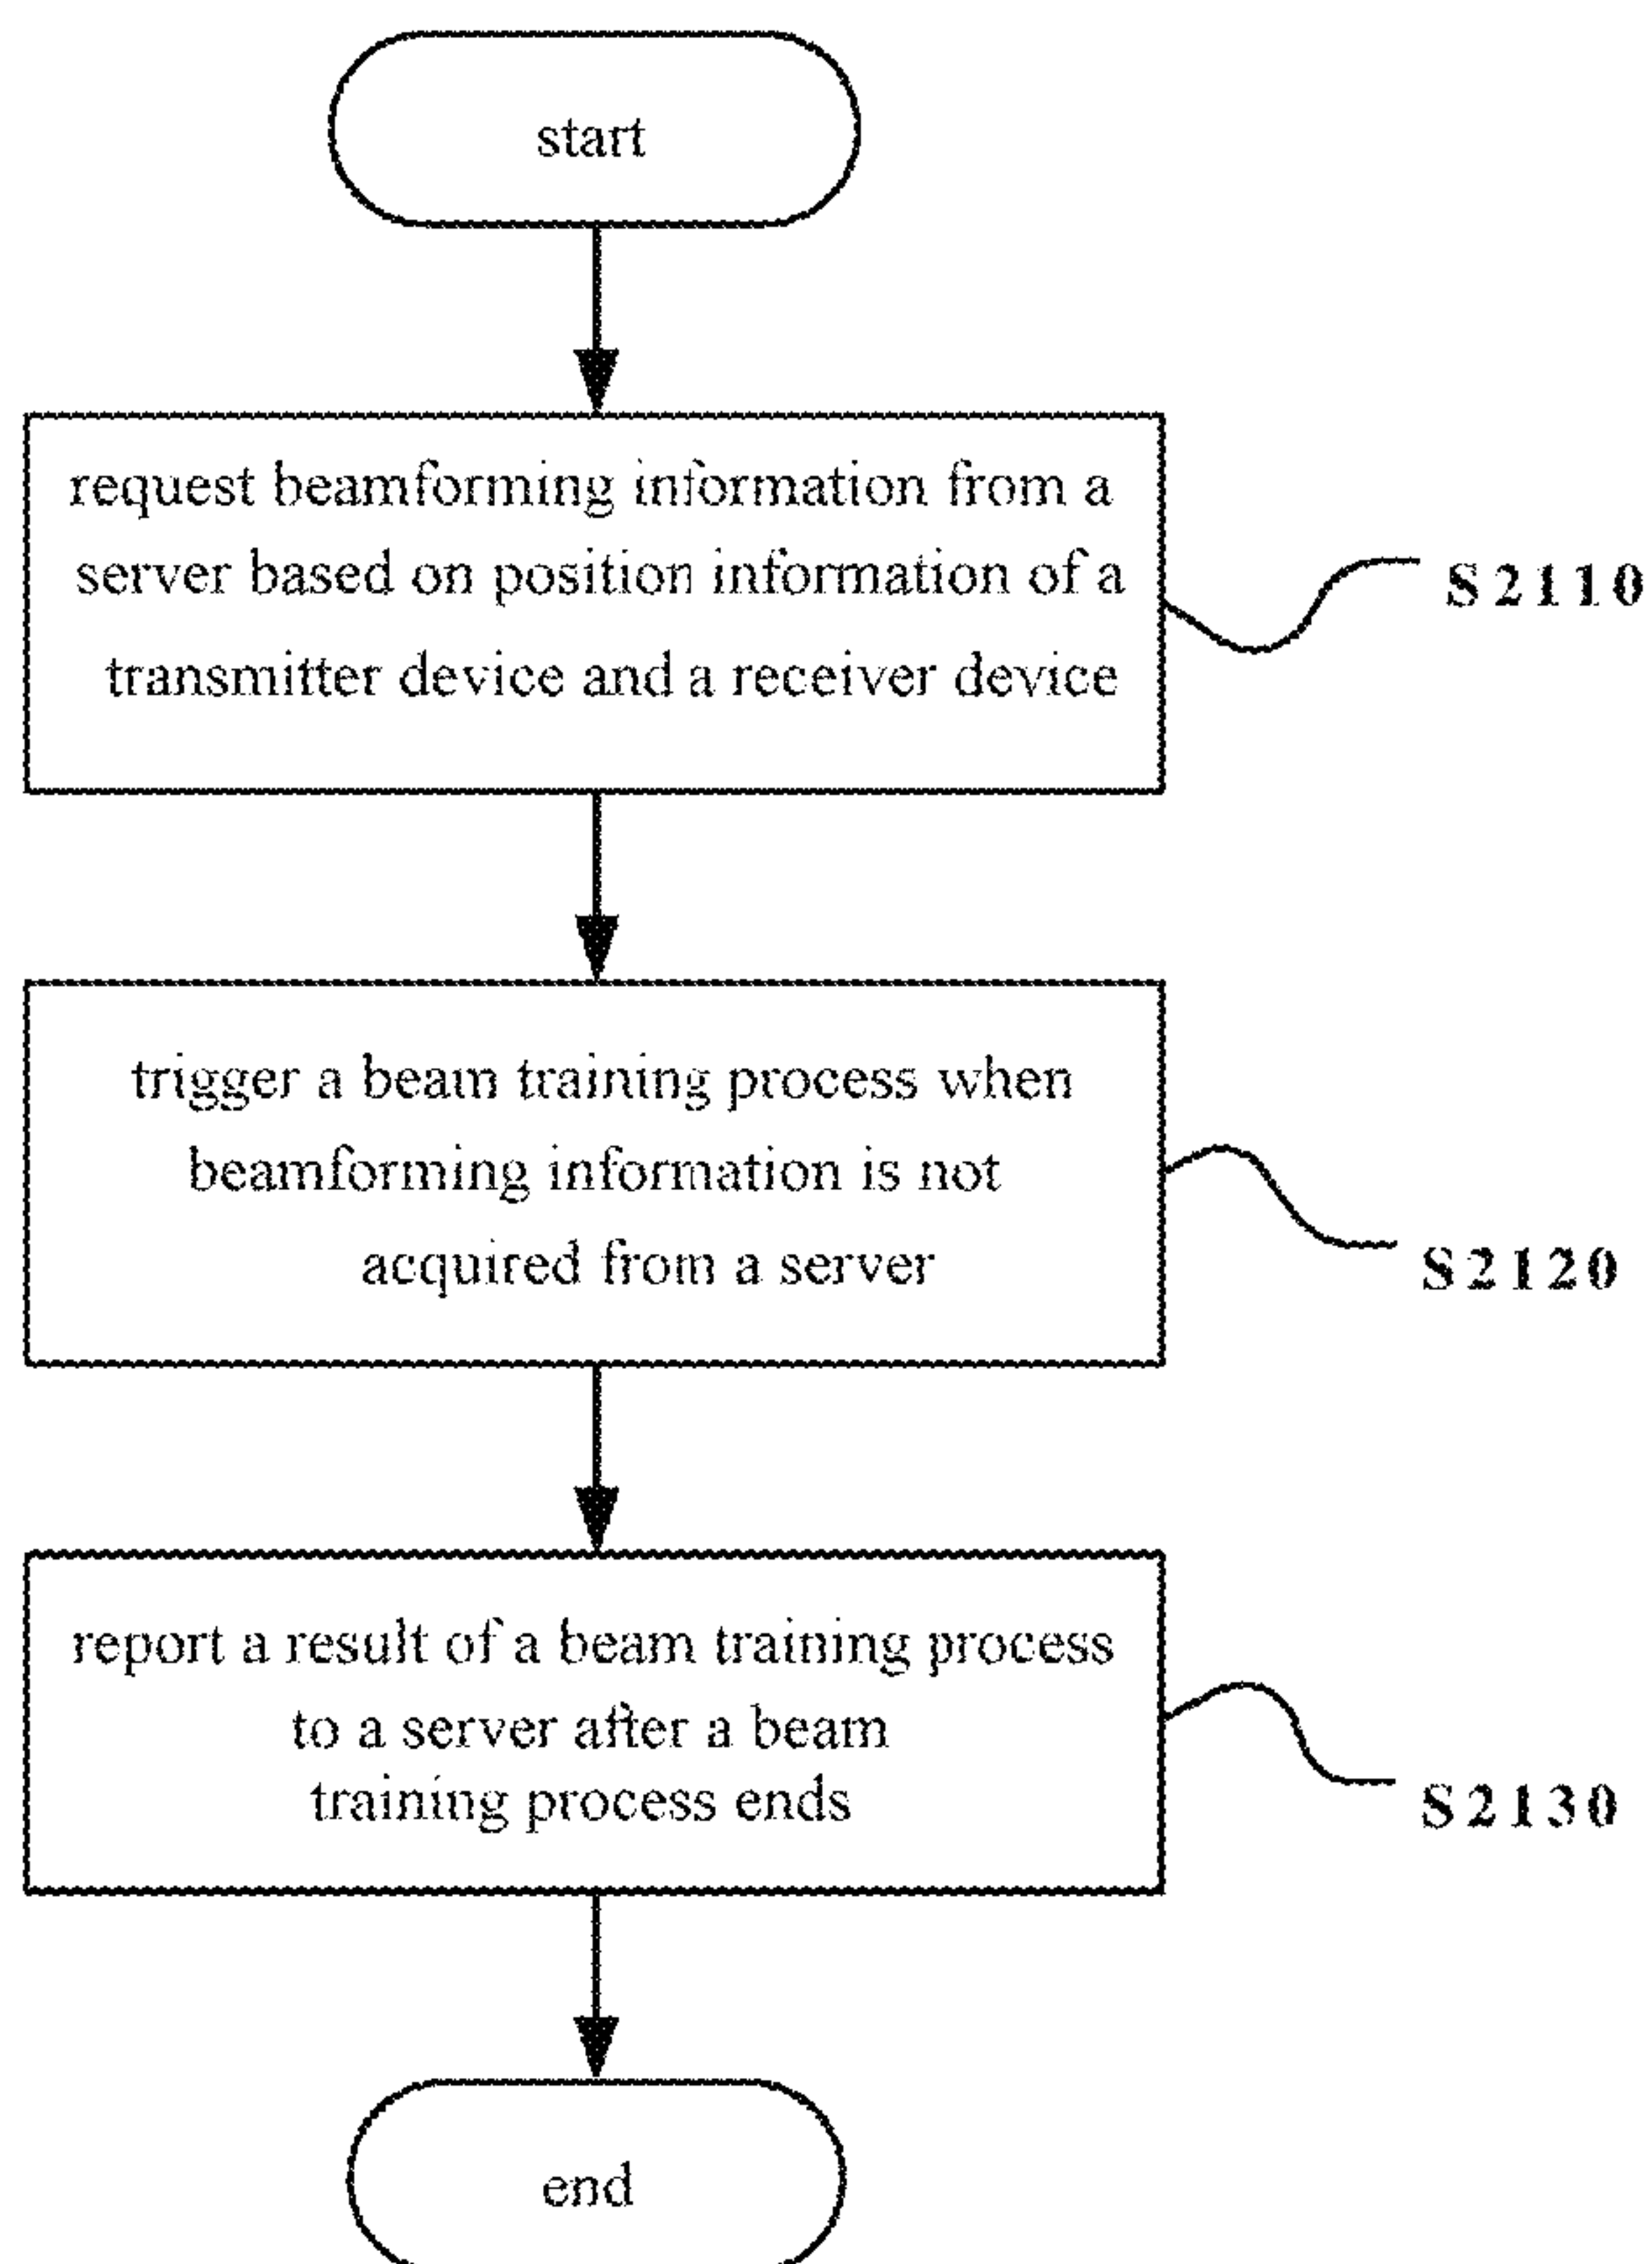 start
request beamforming information from a
server based on position information of a
transmitter device and a receiver device
S2110
trigger a beam training process when
beamforming information is not
acquired from a server
S2120
report a result of a beam training process
to a server after a beam
training process ends
S2130
end